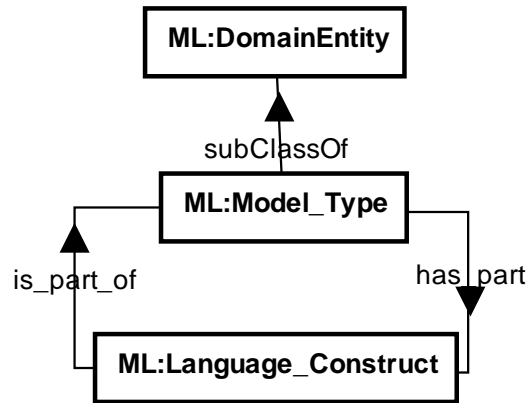 ML:DomainEntity
subClassOf
ML:Model_Type
is_part_of
has_part
ML:Language_Construct